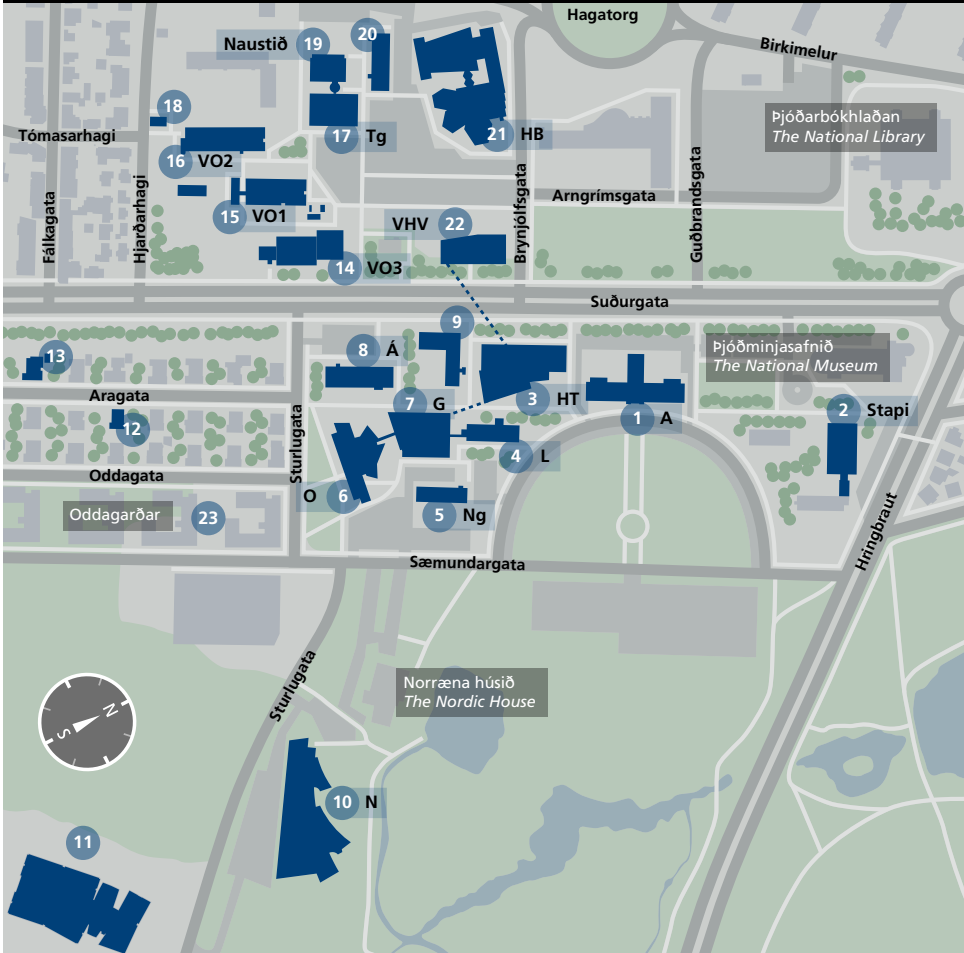 Hagatorg
20
19
Naustið
Birkimelur
18
Þjóðarbókhlaðan
The National Library
Tómasarhagi
17 Tg
21 HB
16 VO2
Fálkagata
Hjarðarhagi
15 VO1
Arngrímsgata
Brynjólfsgata
Guðbrandsgata
VHV 22
14 VO3
Suðurgata
9
8 Á
13
Þjóðminjasafnið
The National Museum
Aragata
7 G
3 HT
1 A
2 Stapi
12
Sturlugata
4 L
Oddagata
O 6
5 Ng
Oddagarðar 23
Sæmundargata
Hringbraut
Sturlugata
Norræna húsið
The Nordic House
N
S
10 N
11